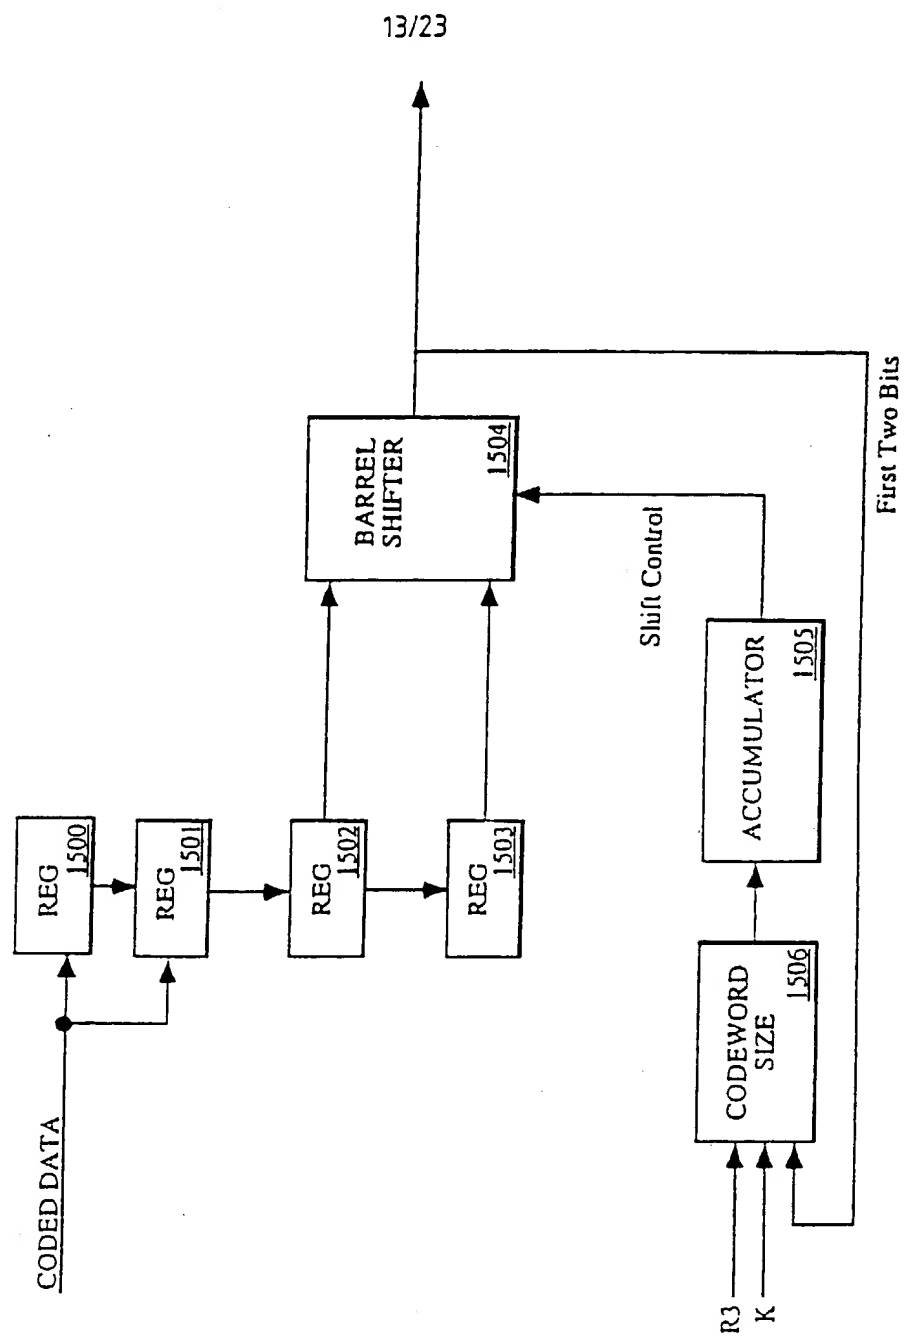 13/23
CODED DATA
REG
1500
REG
1501
REG
1502
REG
1503
BARREL
SHIFTER
1504
Shift Control
R3
K
CODEWORD
SIZE
1506
ACCUMULATOR
1505
First Two Bits